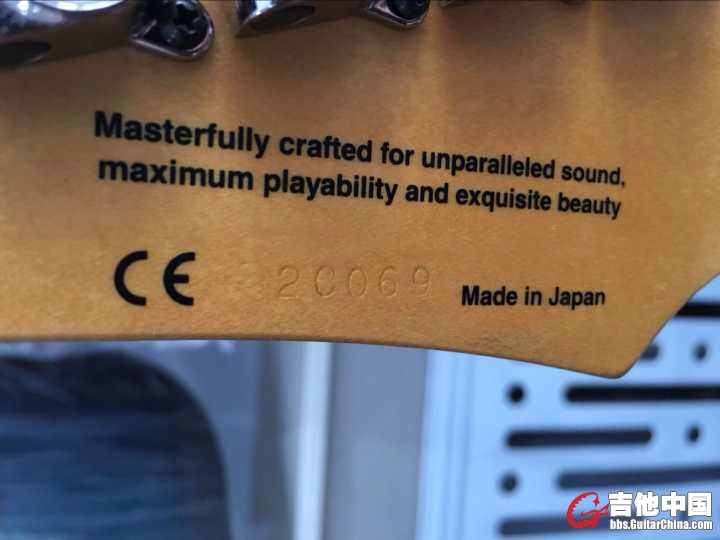 Masterfully crafted for unparalleled sound,
maximum playability and exquisite beauty
CE 2C069 Made in Japan
吉他中国
bbs.GuitarChina.com